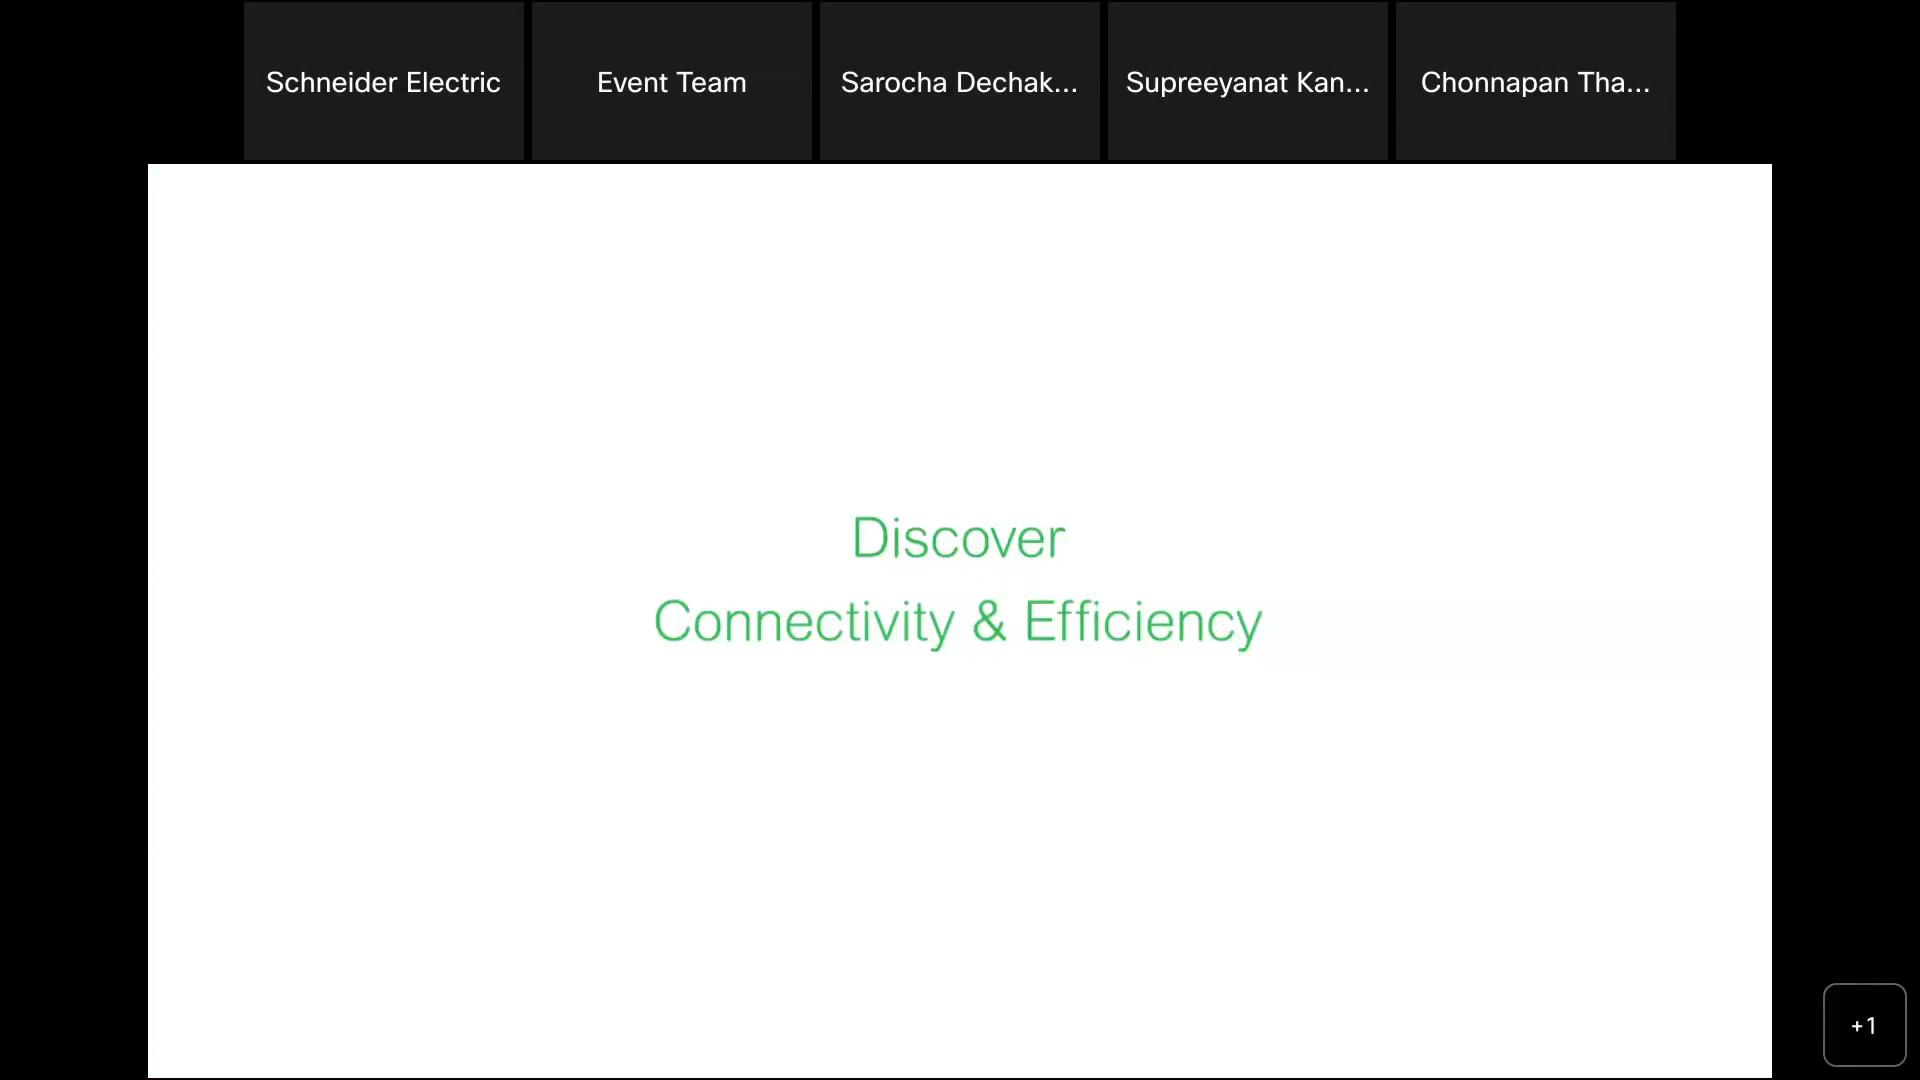 Schneider Electric
Event Team
Sarocha Dechak...
Supreeyanat Kan...
Chonnapan Tha...
Discover
Connectivity & Efficiency
+1